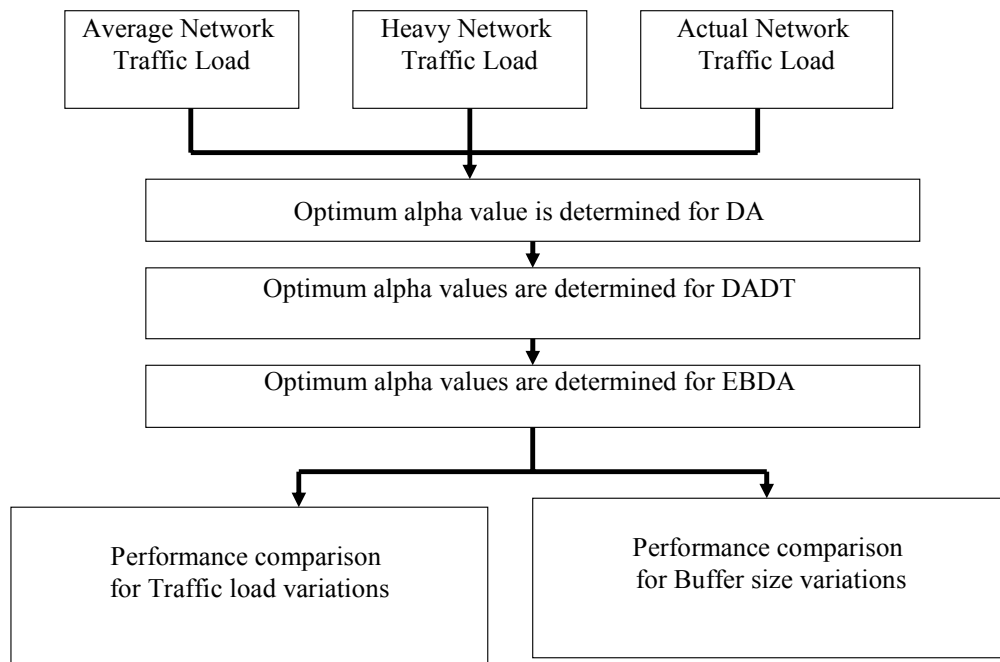 Average Network
Traffic Load
Heavy Network
Traffic Load
Actual Network
Traffic Load
Optimum alpha value is determined for DA
Optimum alpha values are determined for DADT
Optimum alpha values are determined for EBDA
Performance comparison
for Traffic load variations
Performance comparison
for Buffer size variations